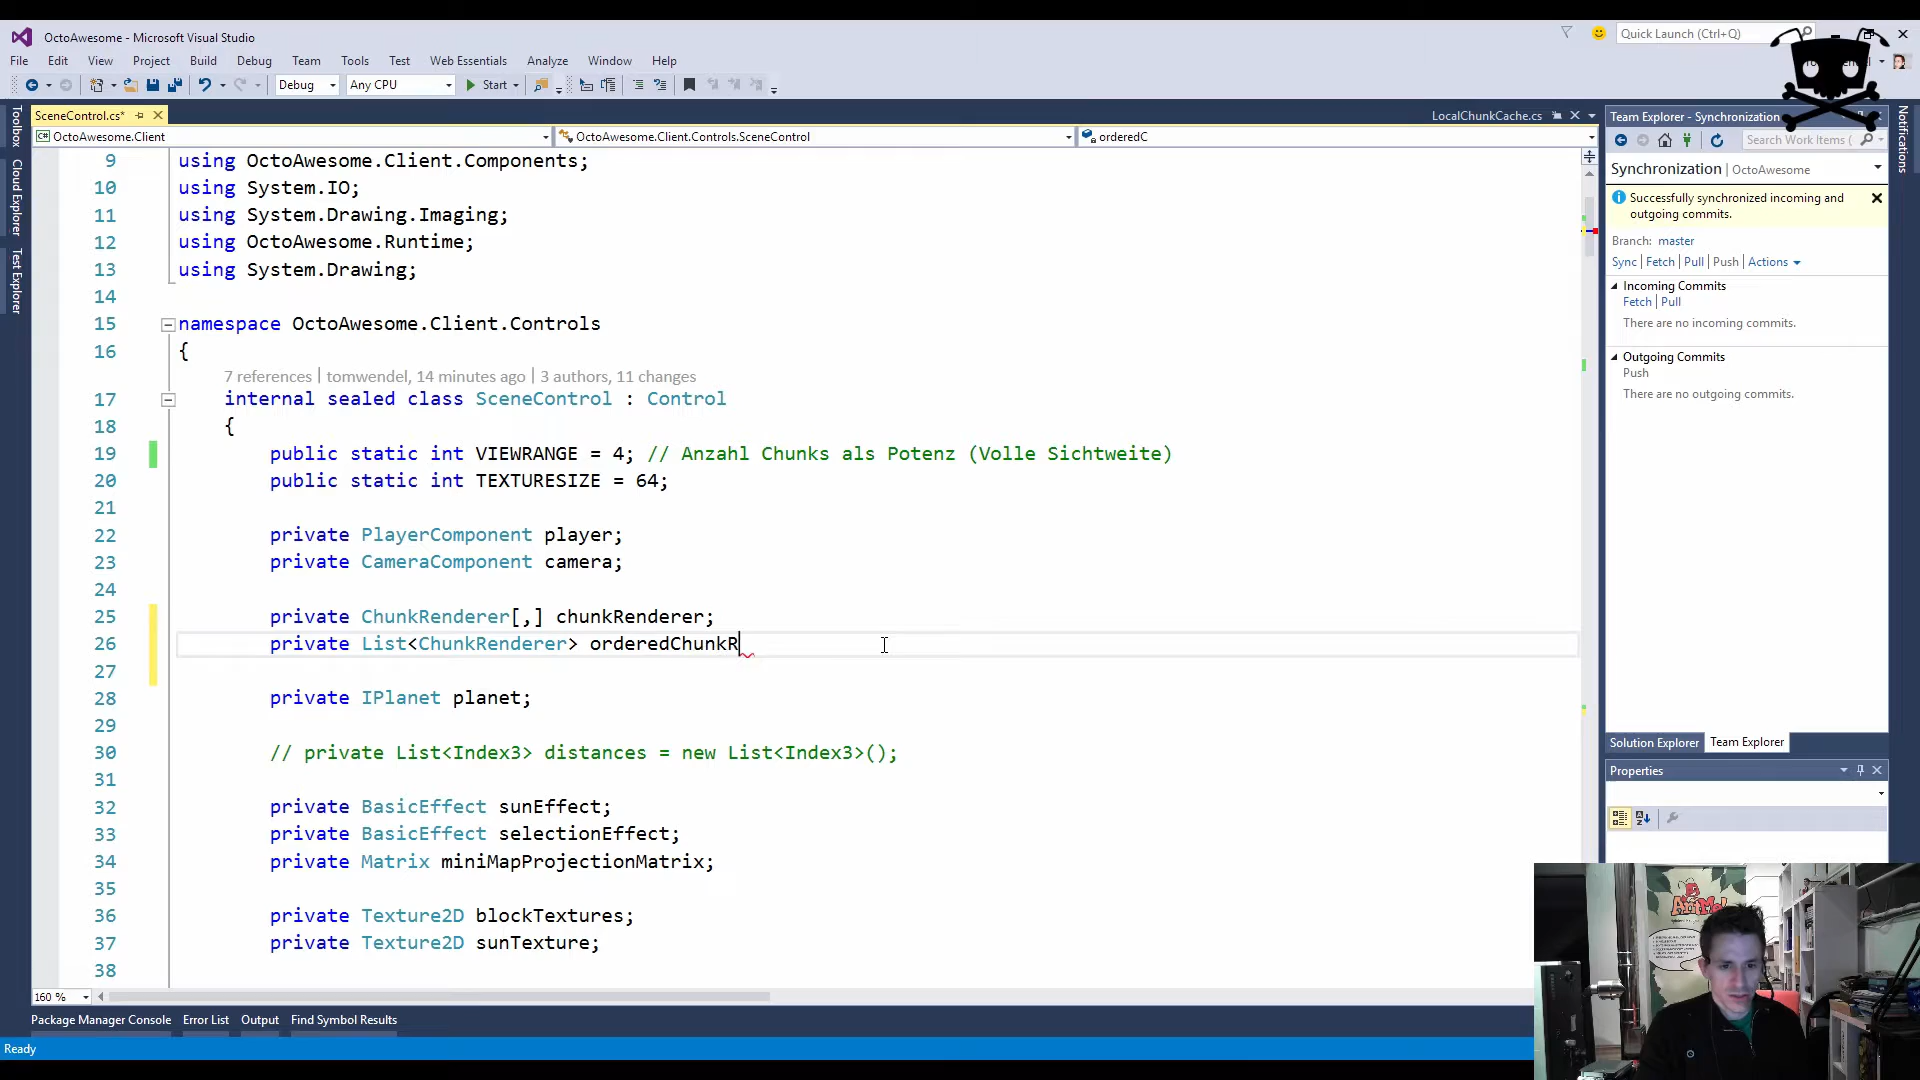 OctoAwesome - Microsoft Visual Studio
Quick Launch (Ctrl+Q)
File Edit View Project Build Debug Team Tools Test Web Essentials Analyze Window Help
Debug Any CPU Start
SceneControl.cs* LocalChunkCache.cs
OctoAwesome.Client OctoAwesome.Client.Controls.SceneControl orderedC
Toolbox
Cloud Explorer
Test Explorer
9 using OctoAwesome.Client.Components;
10 using System.IO;
11 using System.Drawing.Imaging;
12 using OctoAwesome.Runtime;
13 using System.Drawing;
14
15 namespace OctoAwesome.Client.Controls
16 {
7 references | tomwendel, 14 minutes ago | 3 authors, 11 changes
17 internal sealed class SceneControl : Control
18 {
19 public static int VIEWRANGE = 4; // Anzahl Chunks als Potenz (Volle Sichtweite)
20 public static int TEXTURESIZE = 64;
21
22 private PlayerComponent player;
23 private CameraComponent camera;
24
25 private ChunkRenderer[,] chunkRenderer;
26 private List<ChunkRenderer> orderedChunkR
27
28 private IPlanet planet;
29
30 // private List<Index3> distances = new List<Index3>();
31
32 private BasicEffect sunEffect;
33 private BasicEffect selectionEffect;
34 private Matrix miniMapProjectionMatrix;
35
36 private Texture2D blockTextures;
37 private Texture2D sunTexture;
38
160 %
Package Manager Console Error List Output Find Symbol Results
Ready
Team Explorer - Synchronization
Search Work Items (
Synchronization | OctoAwesome
Successfully synchronized incoming and
outgoing commits.
Branch: master
Sync | Fetch | Pull | Push | Actions
Incoming Commits
Fetch | Pull
There are no incoming commits.
Outgoing Commits
Push
There are no outgoing commits.
Solution Explorer Team Explorer
Properties
Notifications
AntMe!